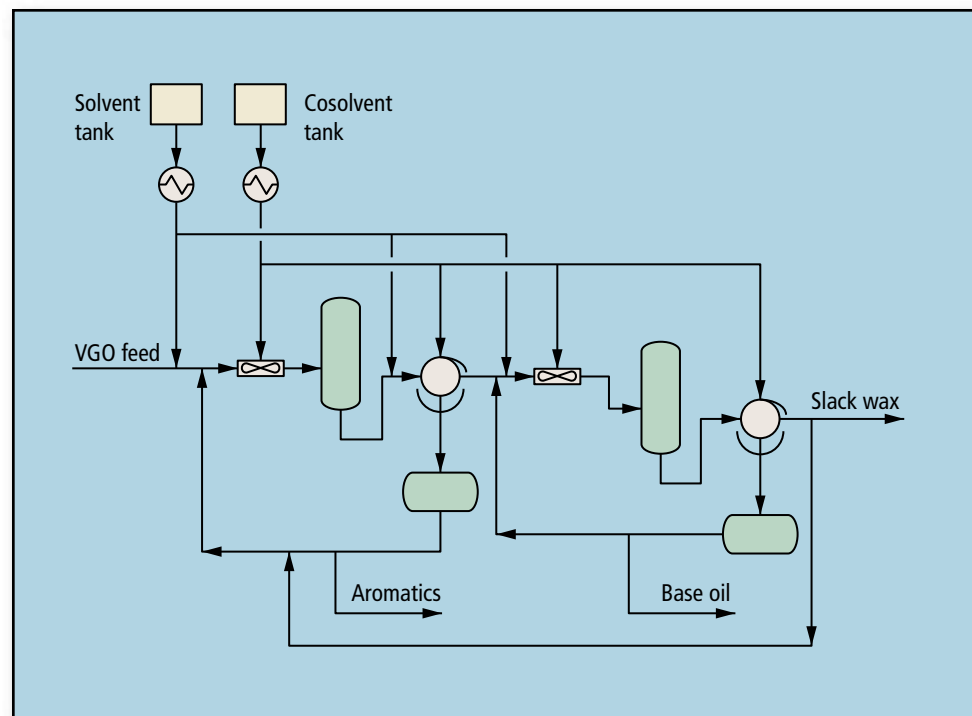 Solvent
tank
Cosolvent
tank
VGO feed
Slack wax
Aromatics
Base oil